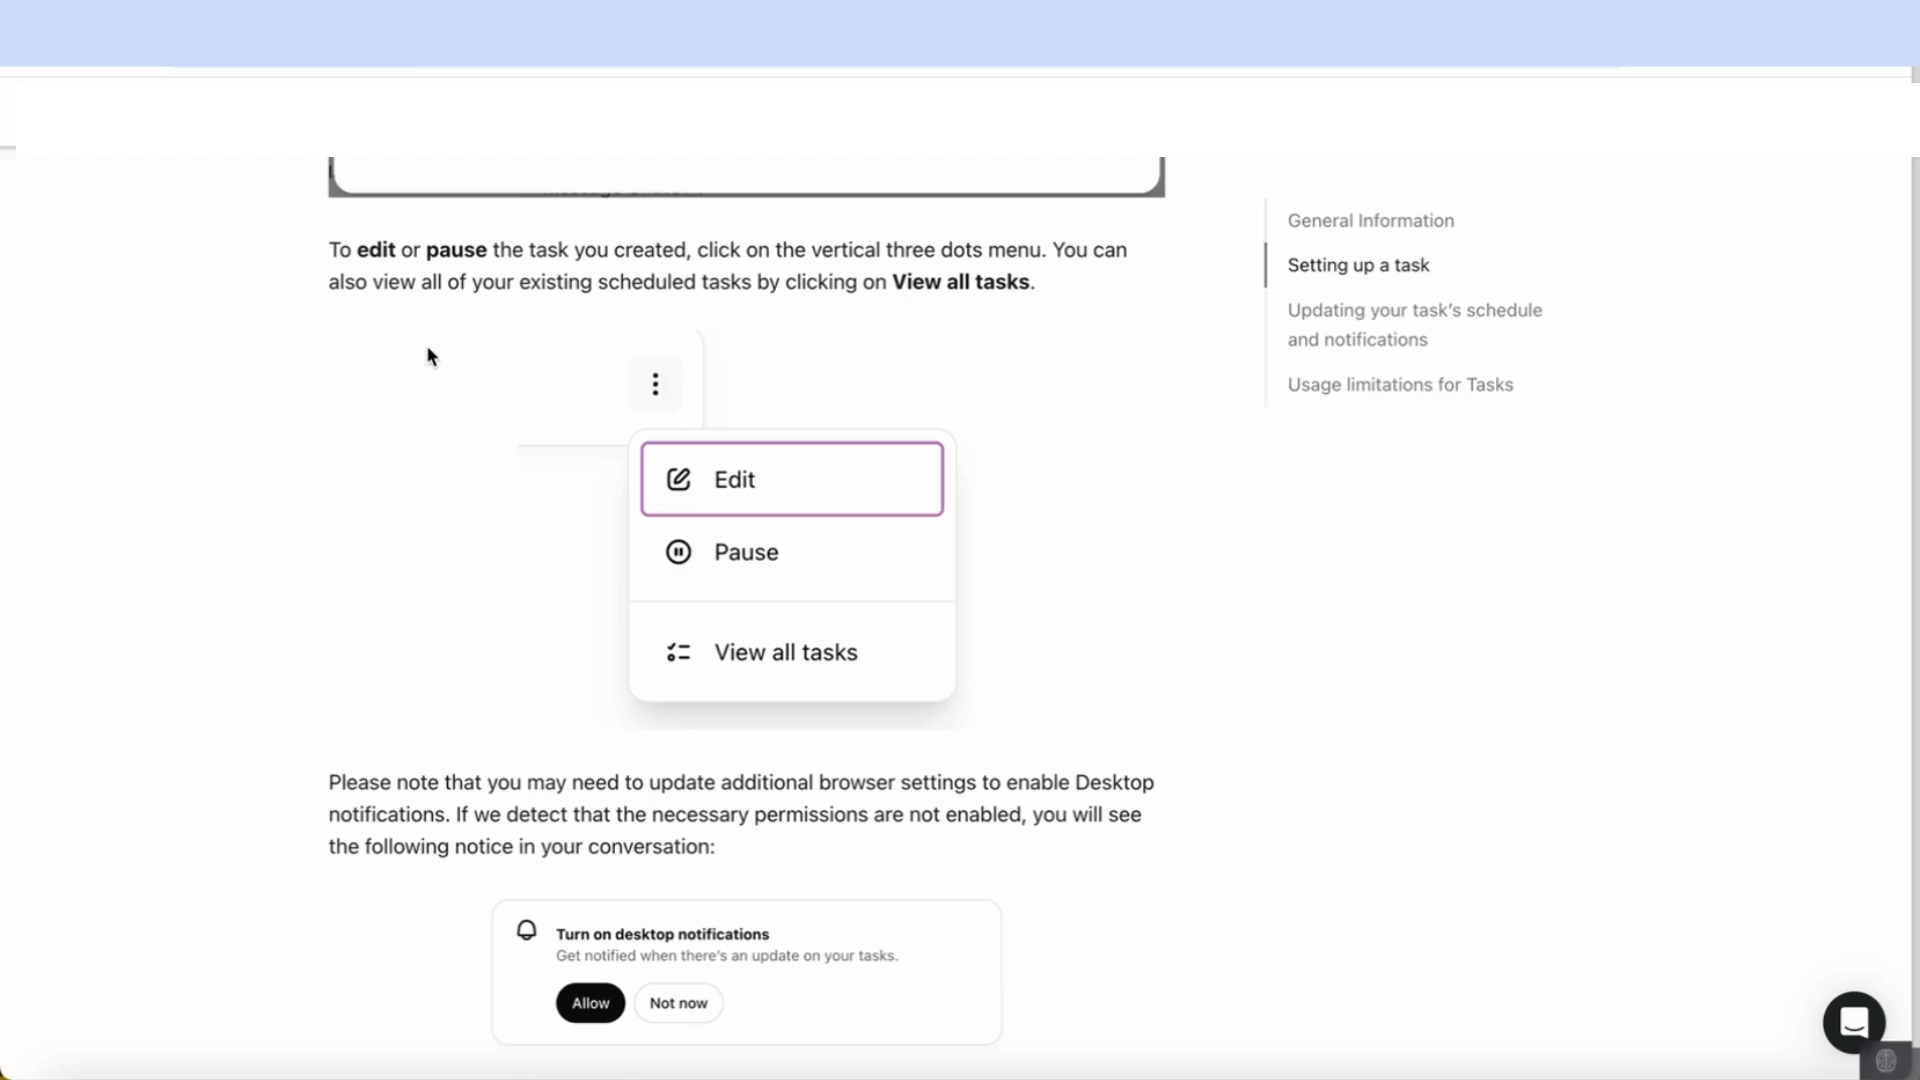 To edit or pause the task you created, click on the vertical three dots menu. You can
also view all of your existing scheduled tasks by clicking on View all tasks.
Edit
Pause
View all tasks
Please note that you may need to update additional browser settings to enable Desktop
notifications. If we detect that the necessary permissions are not enabled, you will see
the following notice in your conversation:
Turn on desktop notifications
Get notified when there's an update on your tasks.
Allow
Not now
General Information
Setting up a task
Updating your task's schedule
and notifications
Usage limitations for Tasks